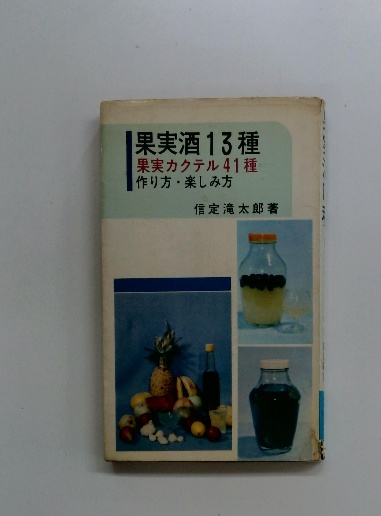 果実酒13種
果実カクテル41種
作り方・楽しみ方
信定滝太郎著